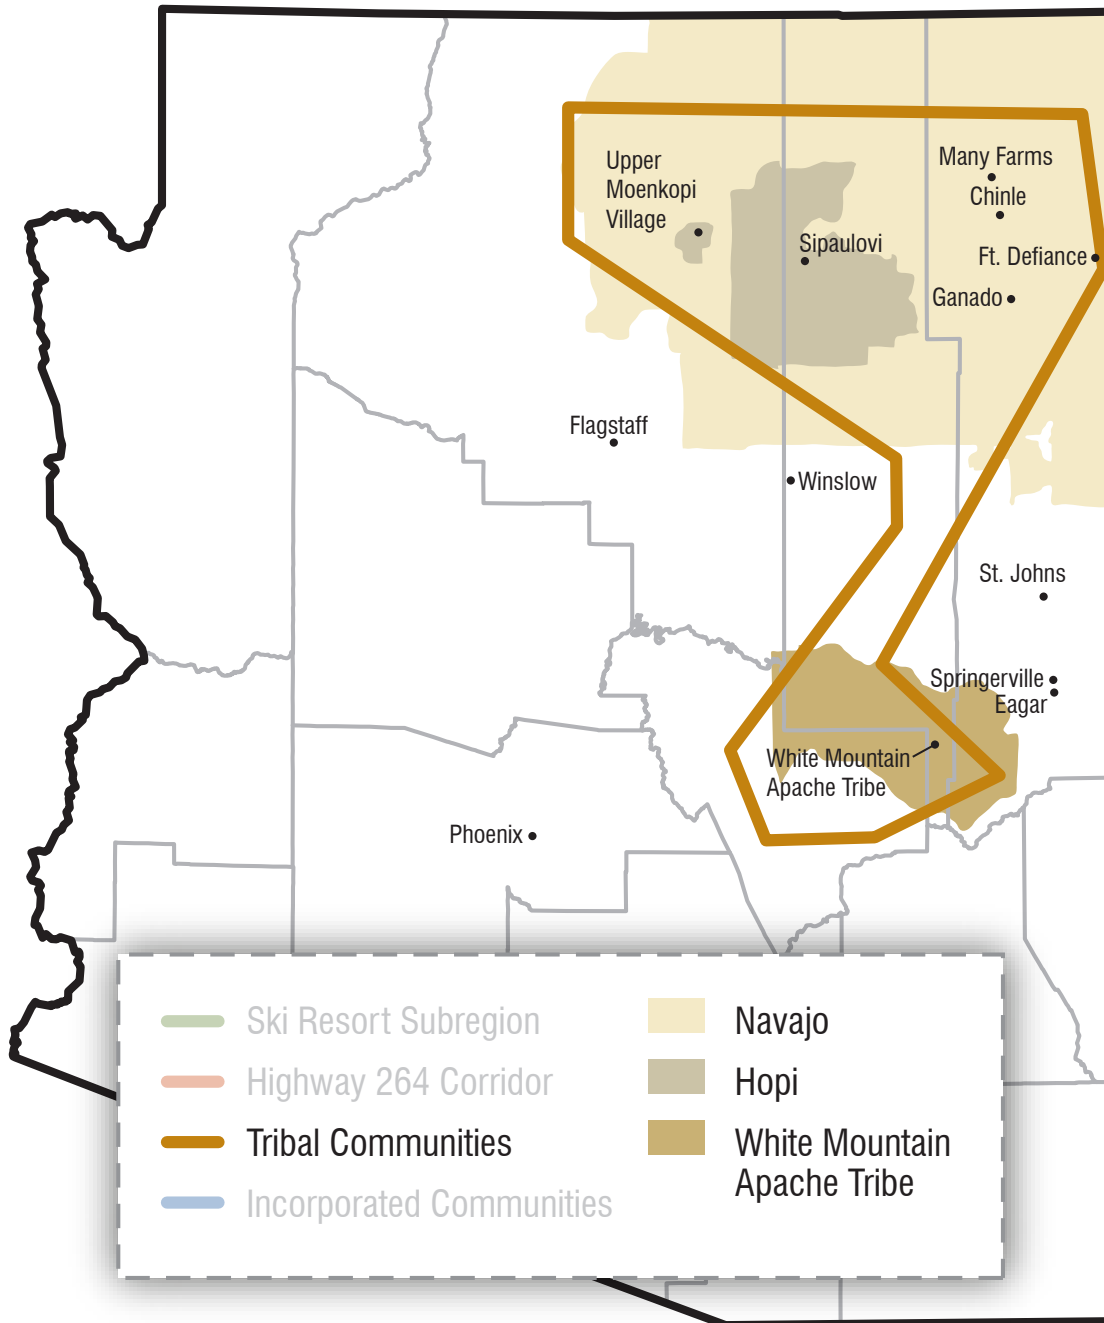 Upper
Moenkopi
Village
Many Farms
Chinle
Sipaulovi
Ft. Defiance
Ganado
Flagstaff
Winslow
St. Johns
Springerville
Eagar
White Mountain
Apache Tribe
Phoenix
Ski Resort Subregion
Highway 264 Corridor
Tribal Communities
Incorporated Communities
Navajo
Hopi
White Mountain
Apache Tribe